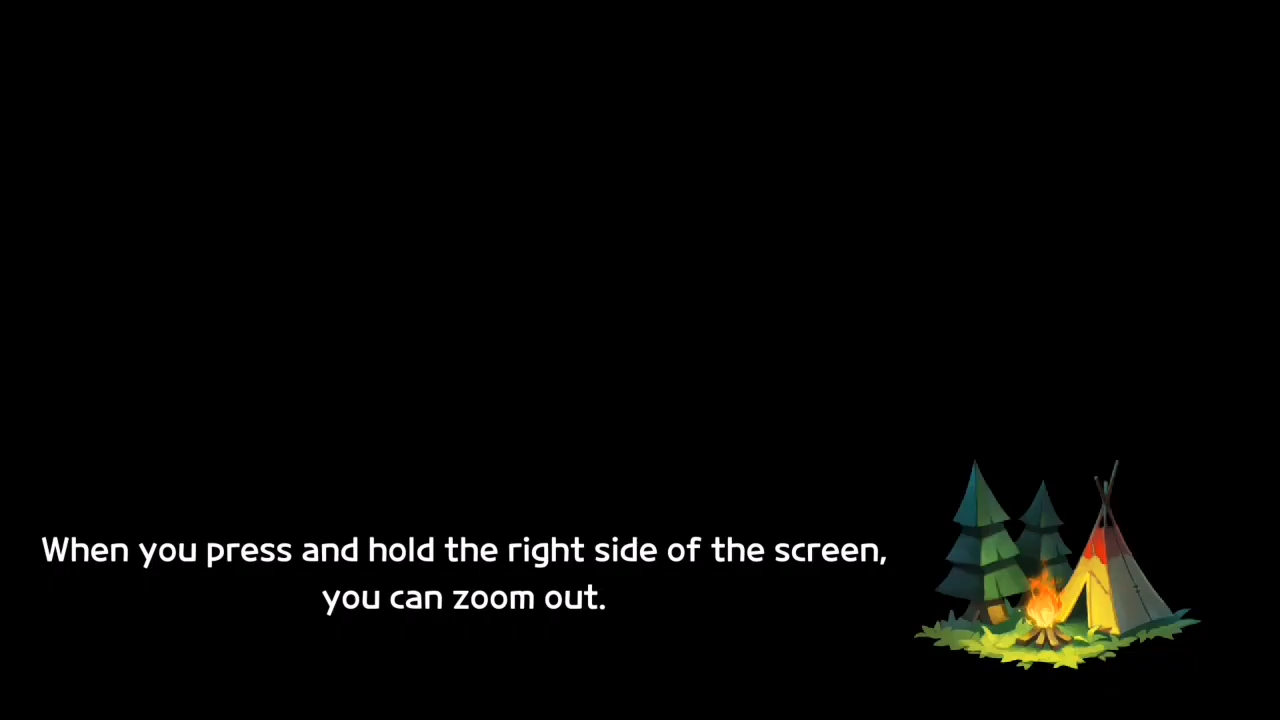 When you press and hold the right side of the screen,
you can zoom out.